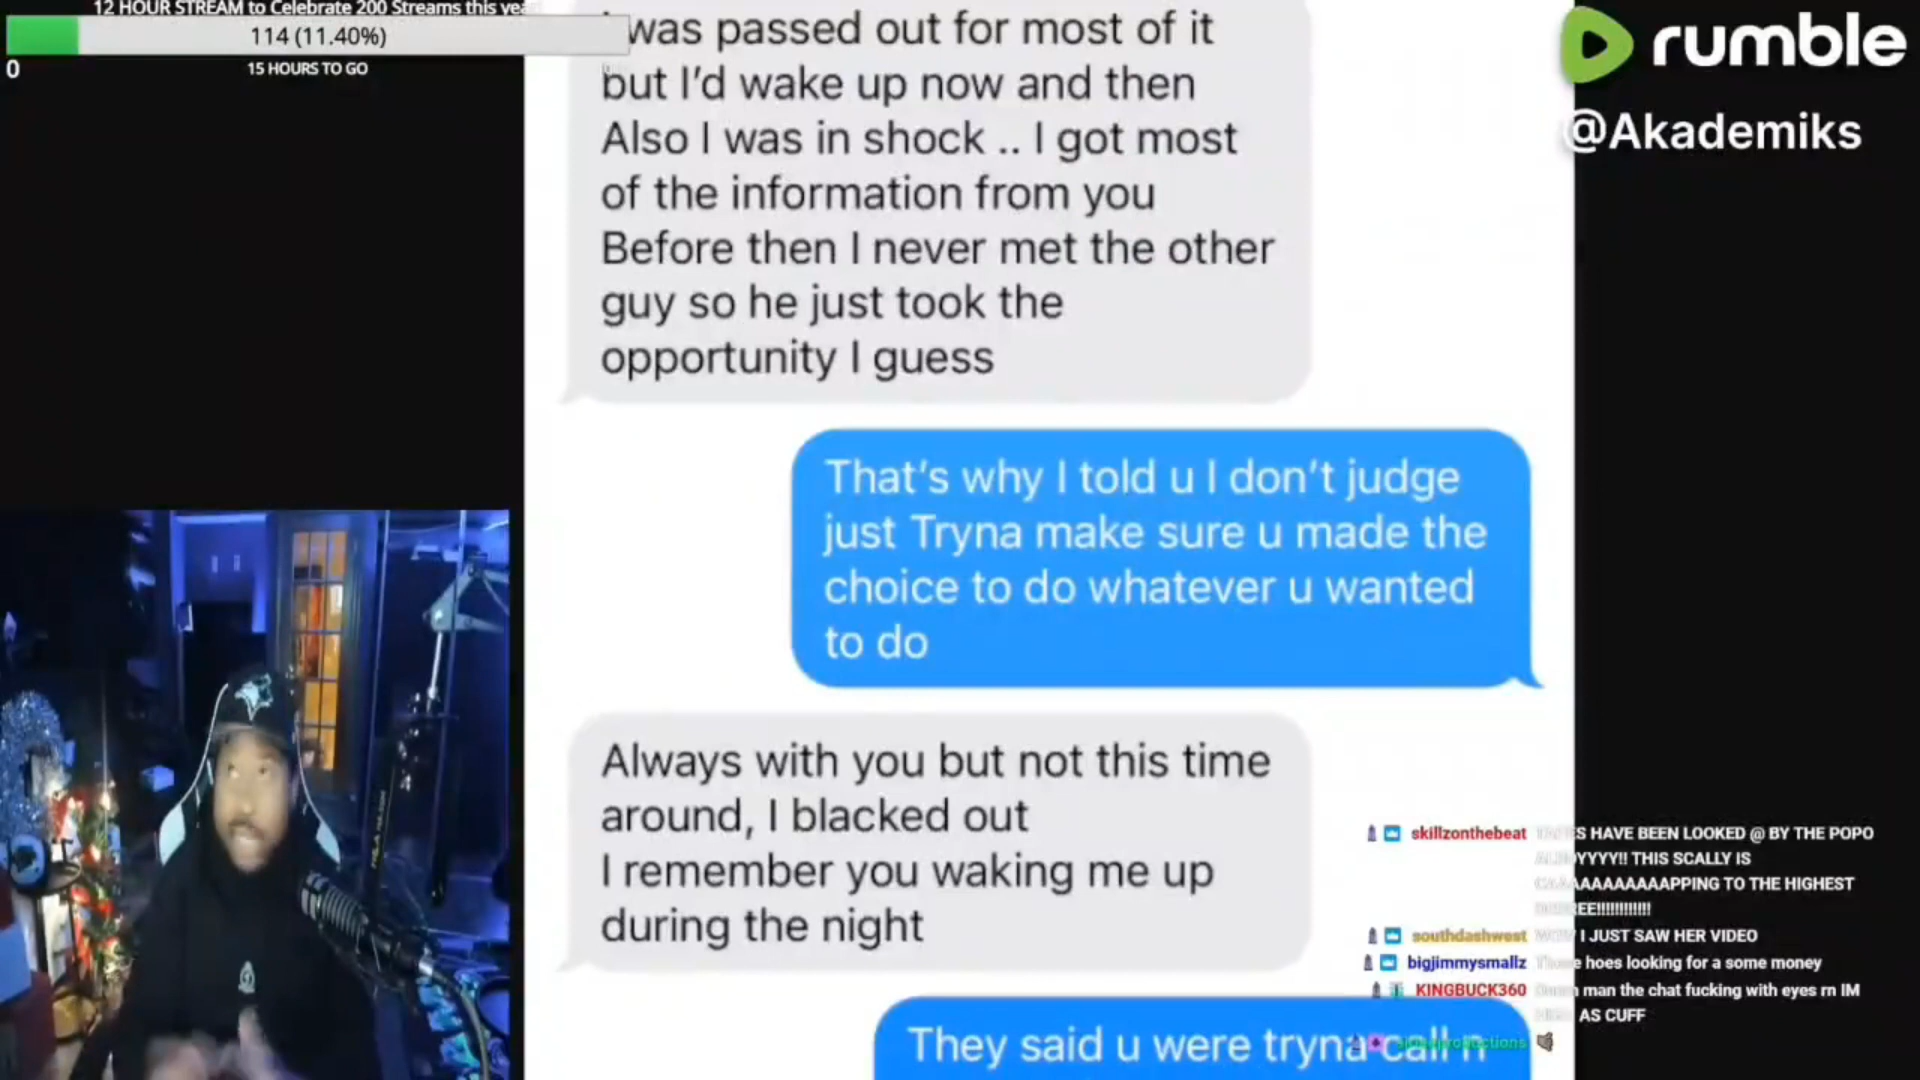 12 HOUR STREAM to Celebrate 200 Streams this year
114 (11.40%)
0
15 HOURS TO GO
rumble
@Akademiks
was passed out for most of it
but I'd wake up now and then
Also I was in shock .. I got most
of the information from you
Before then I never met the other
guy so he just took the
opportunity I guess
That's why I told u I don't judge
just Tryna make sure u made the
choice to do whatever u wanted
to do
Always with you but not this time
around, I blacked out
I remember you waking me up
during the night
They said u were tryna call n
skillzonthebeat
HAVE BEEN LOOKED @ BY THE POPO
THIS SCALLY IS
TO THE HIGHEST
southdashwest I JUST SAW HER VIDEO
bigjimmysmallz hoes looking for a some money
KINGBUCK360 man the chat fucking with eyes rn IM
AS CUFF